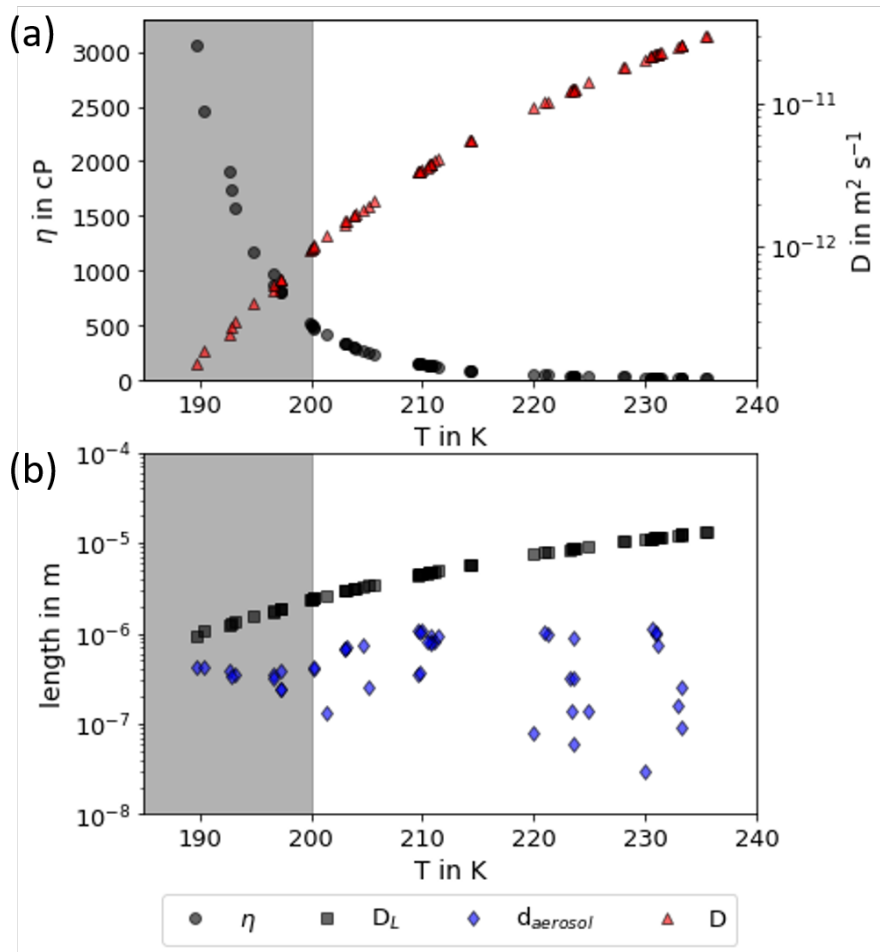 (a)
3000
2500
2000
1500
1000
500
0
η in cP
10⁻¹¹
10⁻¹²
D in m² s⁻¹
190 200 210 220 230 240
T in K
(b)
10⁻⁴
10⁻⁵
10⁻⁶
10⁻⁷
10⁻⁸
length in m
190 200 210 220 230 240
T in K
η D_L d_aerosol D